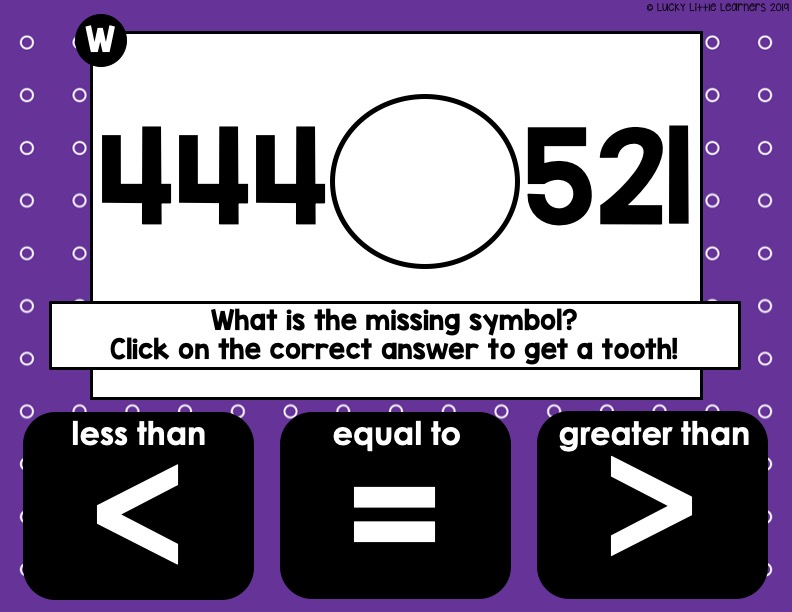 © Lucky Little Learners 2019
W
444 521
What is the missing symbol?
Click on the correct answer to get a tooth!
less than equal to greater than
< = >